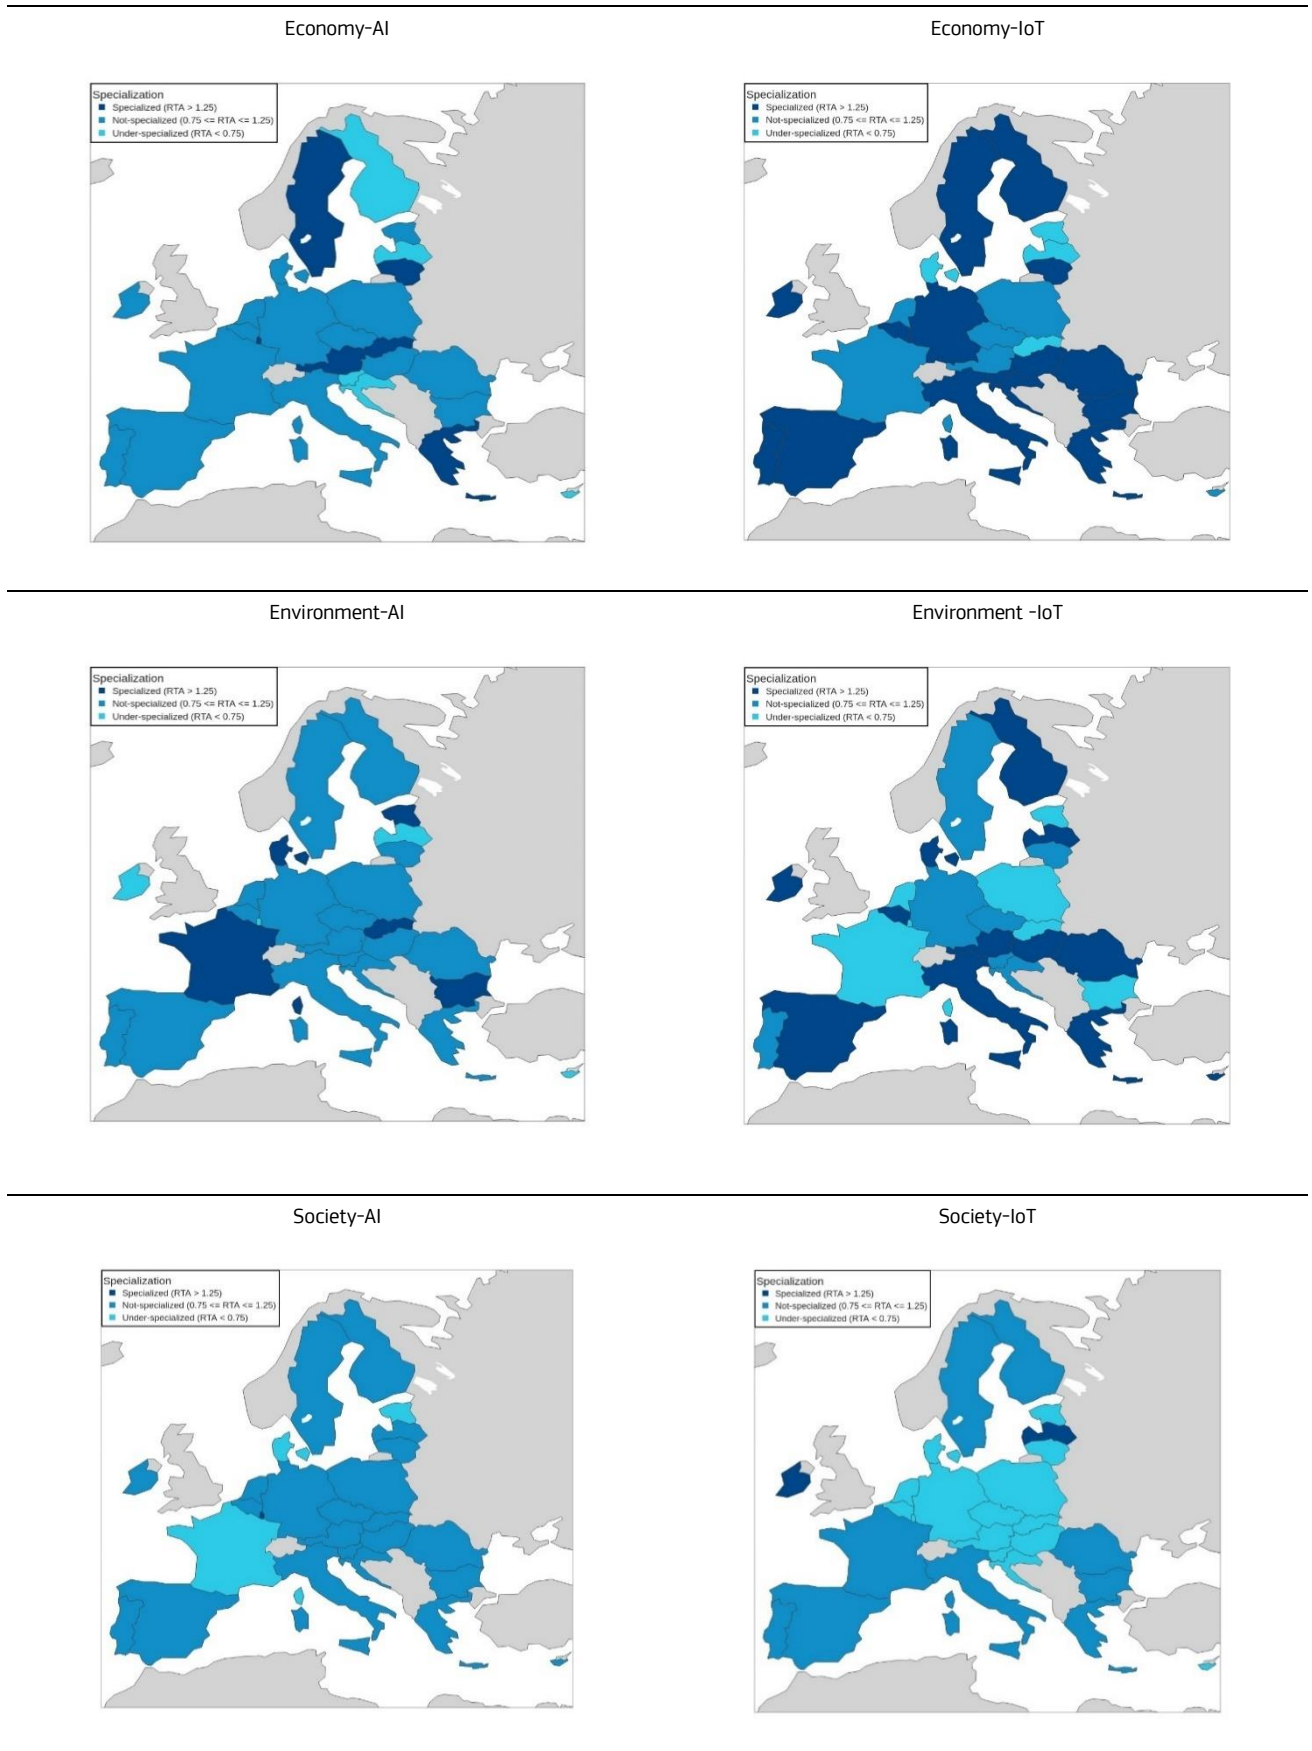 Economy-AI
Economy-IoT
Specialization
Specialized (RTA > 1.25)
Not-specialized (0.75 <= RTA <= 1.25)
Under-specialized (RTA < 0.75)
Specialization
Specialized (RTA > 1.25)
Not-specialized (0.75 <= RTA <= 1.25)
Under-specialized (RTA < 0.75)
Environment-AI
Environment -IoT
Specialization
Specialized (RTA > 1.25)
Not-specialized (0.75 <= RTA <= 1.25)
Under-specialized (RTA < 0.75)
Specialization
Specialized (RTA > 1.25)
Not-specialized (0.75 <= RTA <= 1.25)
Under-specialized (RTA < 0.75)
Society-AI
Society-IoT
Specialization
Specialized (RTA > 1.25)
Not-specialized (0.75 <= RTA <= 1.25)
Under-specialized (RTA < 0.75)
Specialization
Specialized (RTA > 1.25)
Not-specialized (0.75 <= RTA <= 1.25)
Under-specialized (RTA < 0.75)